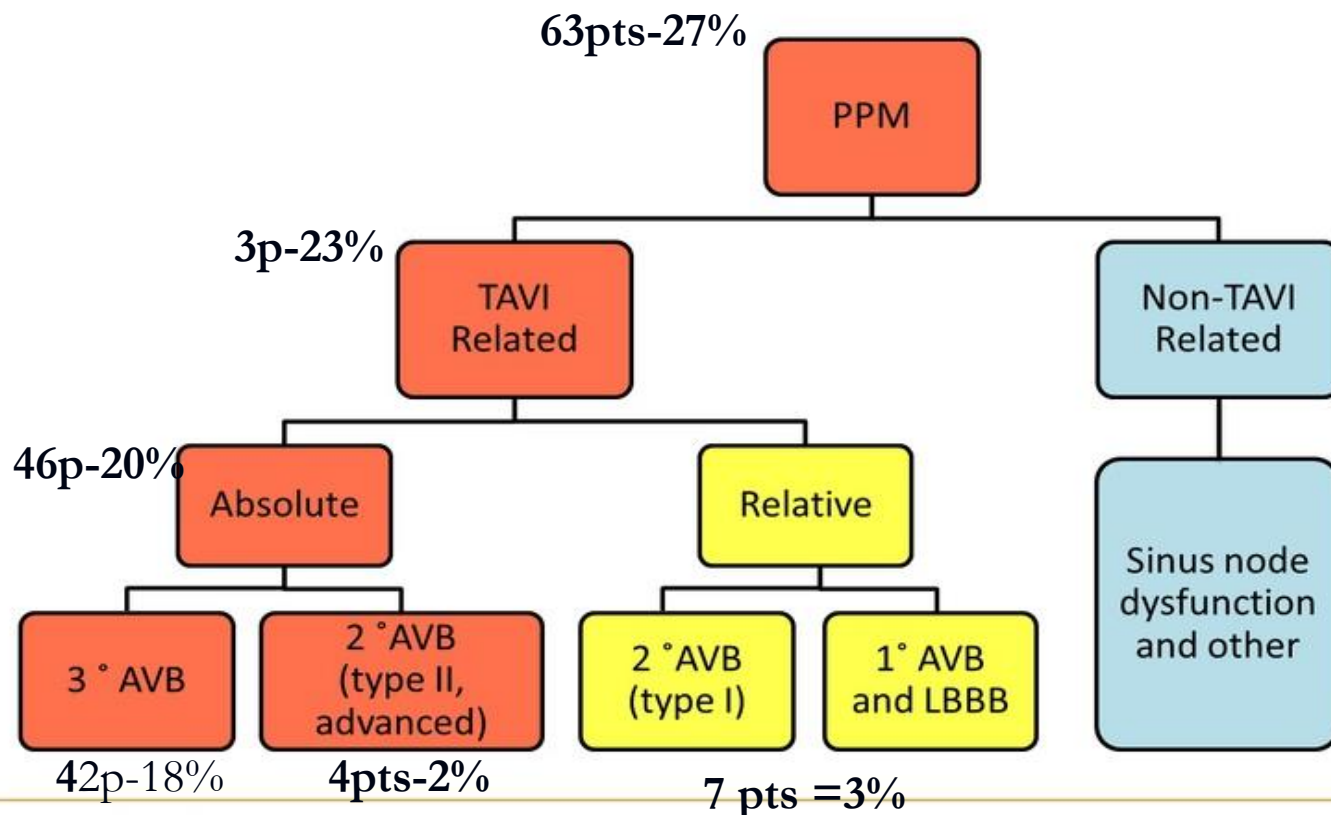 63pts-27%
PPM
3p-23%
TAVI
Related
Non-TAVI
Related
46p-20%
Absolute
Relative
3 ˚ AVB
2 ˚AVB
(type II,
advanced)
2 ˚AVB
(type I)
1˚ AVB
and LBBB
Sinus node
dysfunction
and other
42p-18%
4pts-2%
7 pts =3%